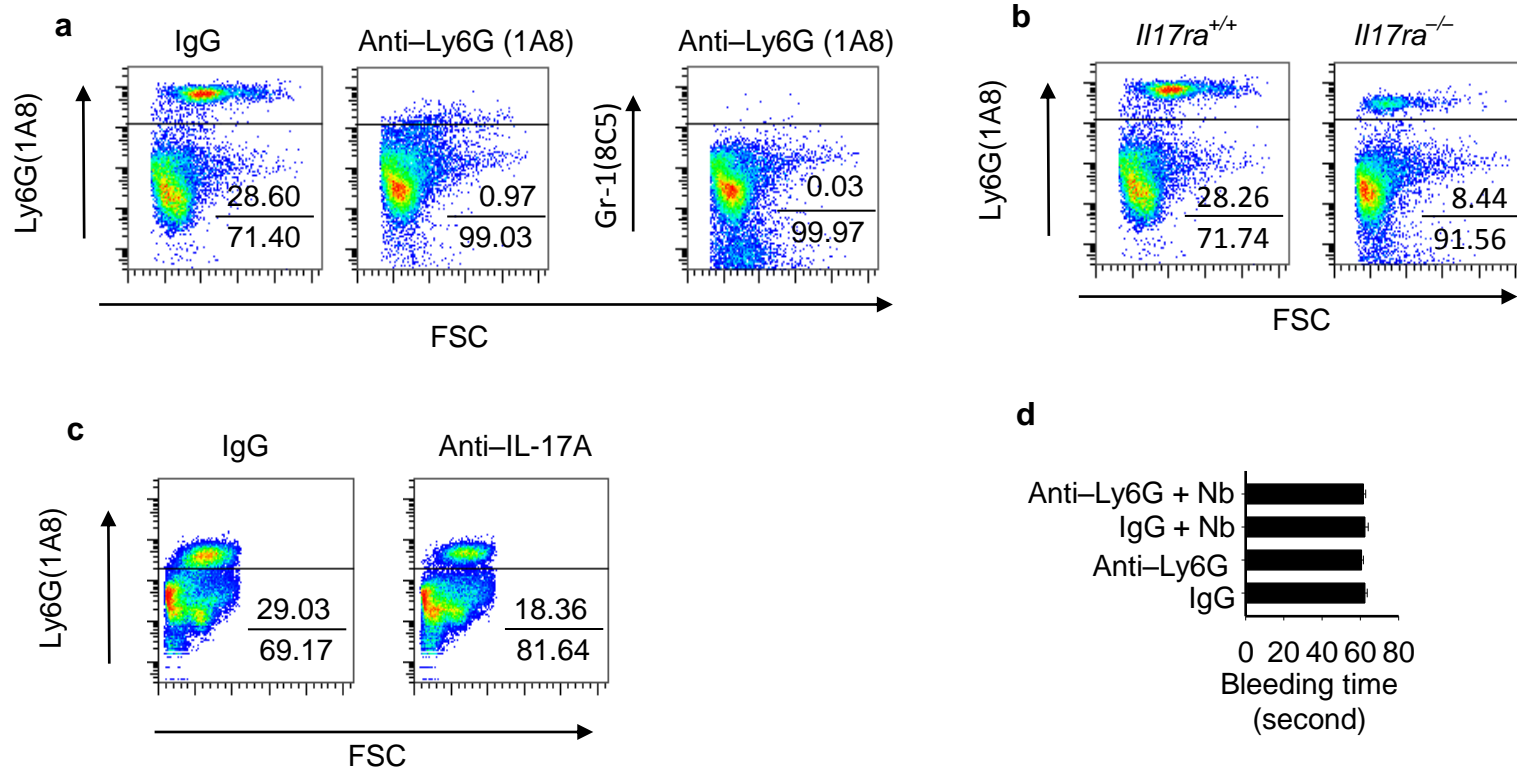 a
IgG
Anti–Ly6G (1A8)
Anti–Ly6G (1A8)
Ly6G(1A8)
28.60
71.40
0.97
99.03
Gr-1(8C5)
0.03
99.97
FSC
b
Il17ra+/+
Il17ra–/–
Ly6G(1A8)
28.26
71.74
8.44
91.56
FSC
c
IgG
Anti–IL-17A
Ly6G(1A8)
29.03
69.17
18.36
81.64
FSC
d
Anti–Ly6G + Nb
IgG + Nb
Anti–Ly6G
IgG
0 20 40 60 80
Bleeding time
(second)